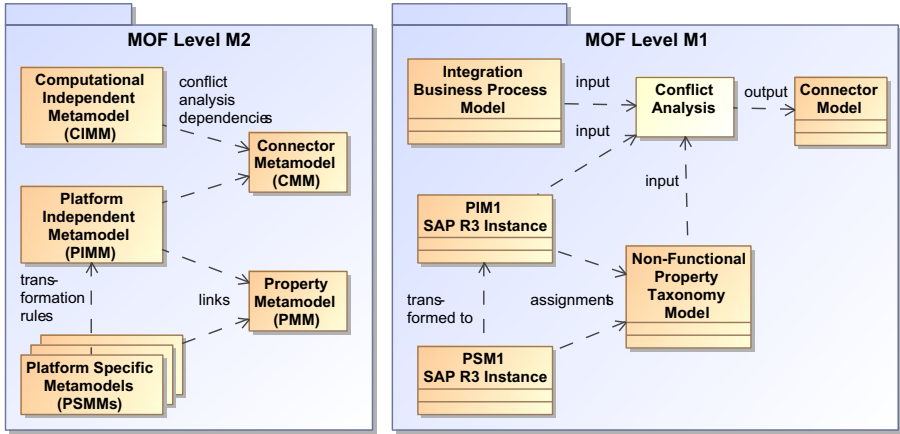 MOF Level M2
Computational
Independent
Metamodel
(CIMM)
conflict
analysis
dependencies
Connector
Metamodel
(CMM)
Platform
Independent
Metamodel
(PIMM)
trans-
formation
rules
links
Property
Metamodel
(PMM)
Platform Specific
Metamodels
(PSMMs)
MOF Level M1
Integration
Business Process
Model
input
Conflict
Analysis
output
Connector
Model
input
input
PIM1
SAP R3 Instance
Non-Functional
Property
Taxonomy
Model
trans-
formed to
assignments
PSM1
SAP R3 Instance